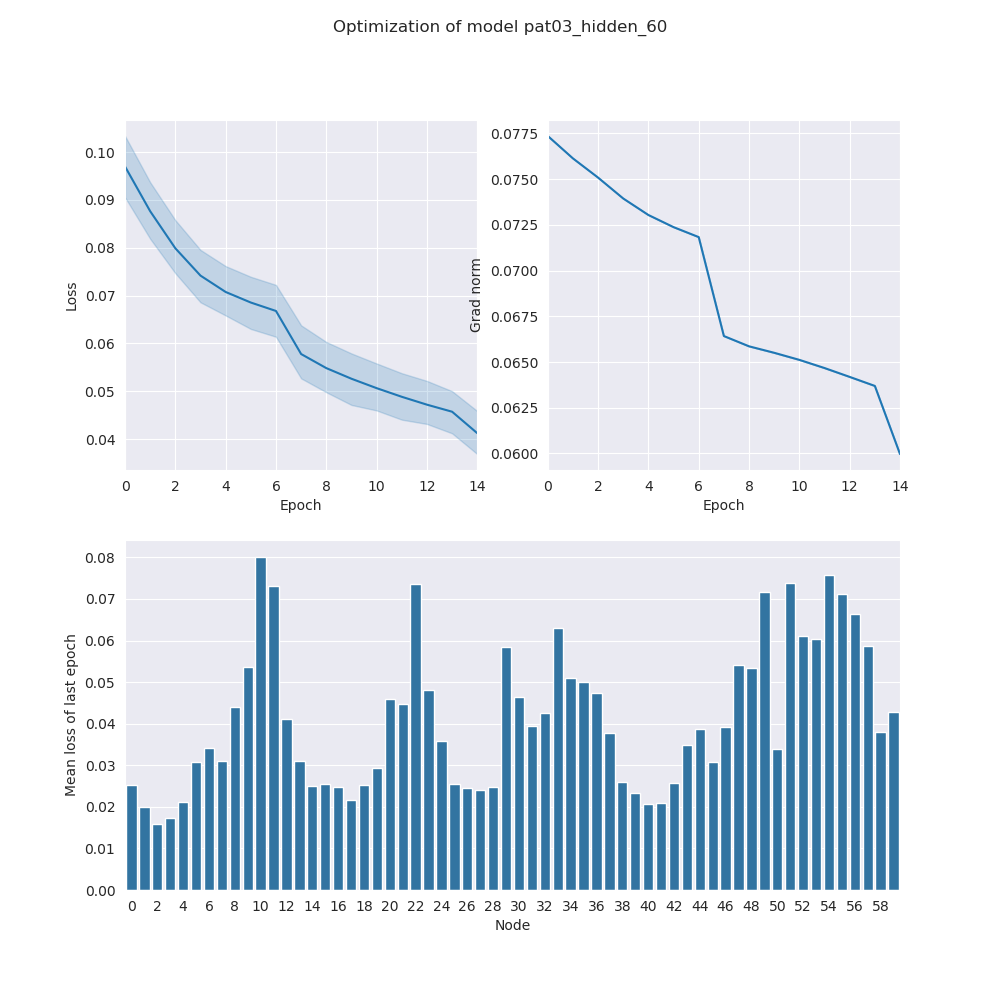 Optimization of model pat03_hidden_60
0.10
0.09
0.08
0.07
0.06
0.05
0.04
Loss
0 2 4 6 8 10 12 14
Epoch
0.0775
0.0750
0.0725
0.0700
0.0675
0.0650
0.0625
0.0600
Grad norm
0 2 4 6 8 10 12 14
Epoch
0.08
0.07
0.06
0.05
0.04
0.03
0.02
0.01
0.00
Mean loss of last epoch
0 2 4 6 8 10 12 14 16 18 20 22 24 26 28 30 32 34 36 38 40 42 44 46 48 50 52 54 56 58
Node